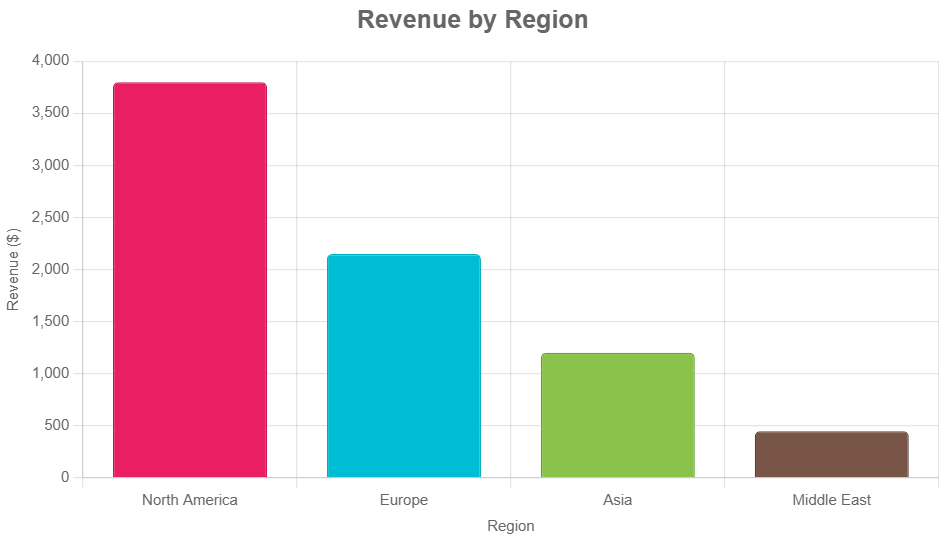 Revenue by Region
Revenue ($)
4,000
3,500
3,000
2,500
2,000
1,500
1,000
500
0
North America Europe Asia Middle East
Region